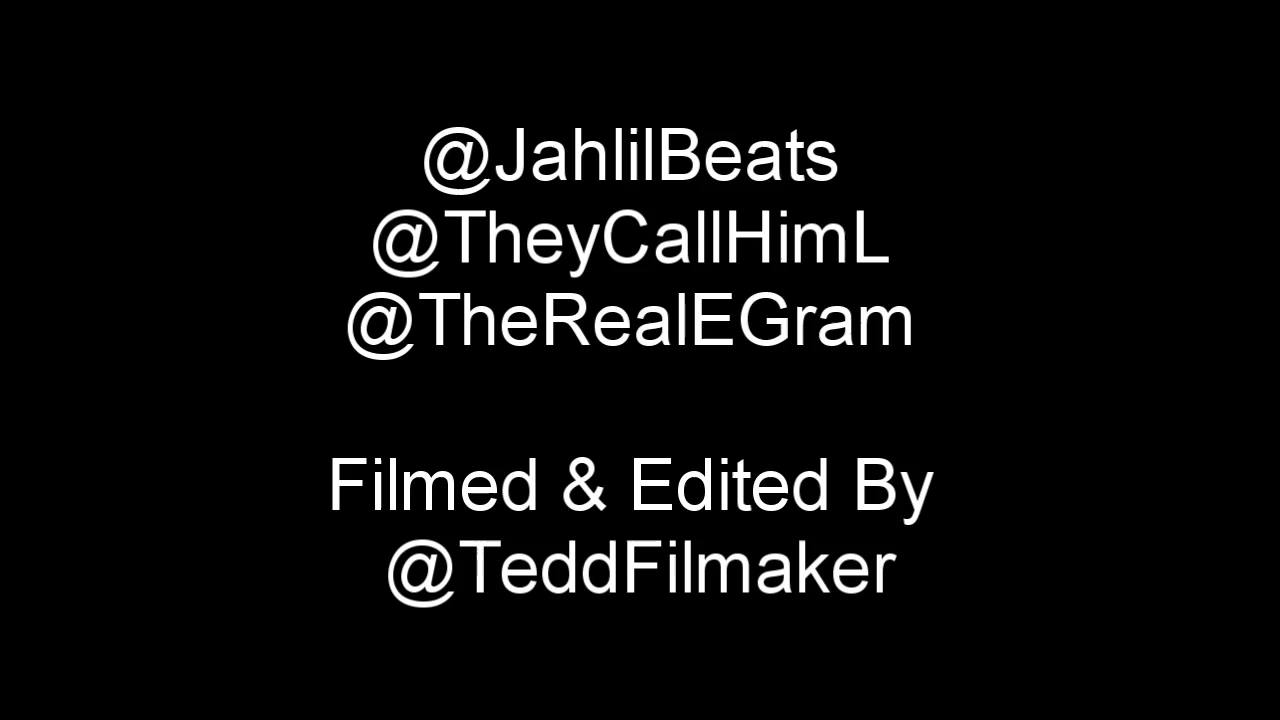 @JahlilBeats
@TheyCallHimL
@TheRealEGram
Filmed & Edited By
@TeddFilmaker